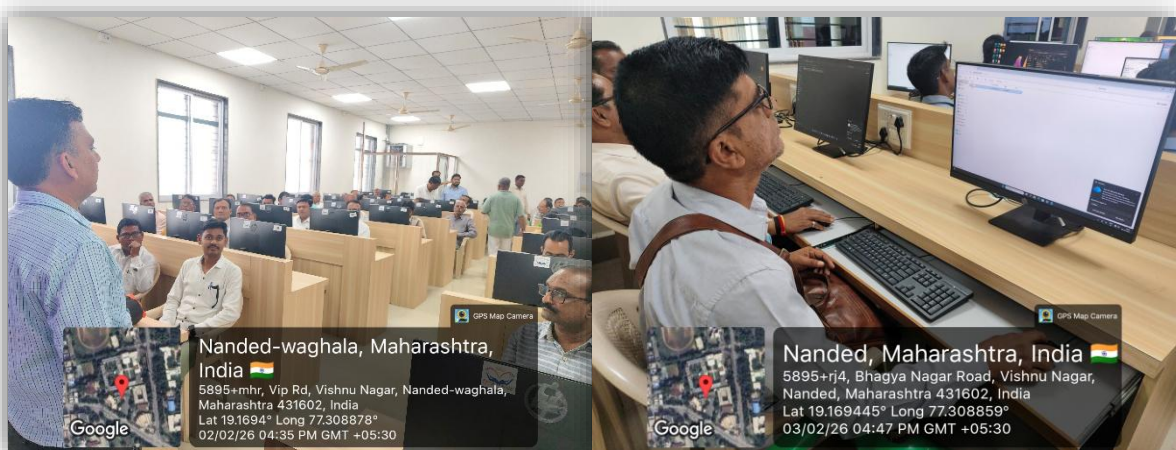 GPS Map Camera
Nanded-waghala, Maharashtra,
India
5895+mhr, Vip Rd, Vishnu Nagar, Nanded-waghala,
Maharashtra 431602, India
Lat 19.1694° Long 77.308878°
02/02/26 04:35 PM GMT +05:30
Google
GPS Map Camera
Nanded, Maharashtra, India
5895+rj4, Bhagya Nagar Road, Vishnu Nagar,
Nanded, Maharashtra 431602, India
Lat 19.169445° Long 77.308859°
03/02/26 04:47 PM GMT +05:30
Google